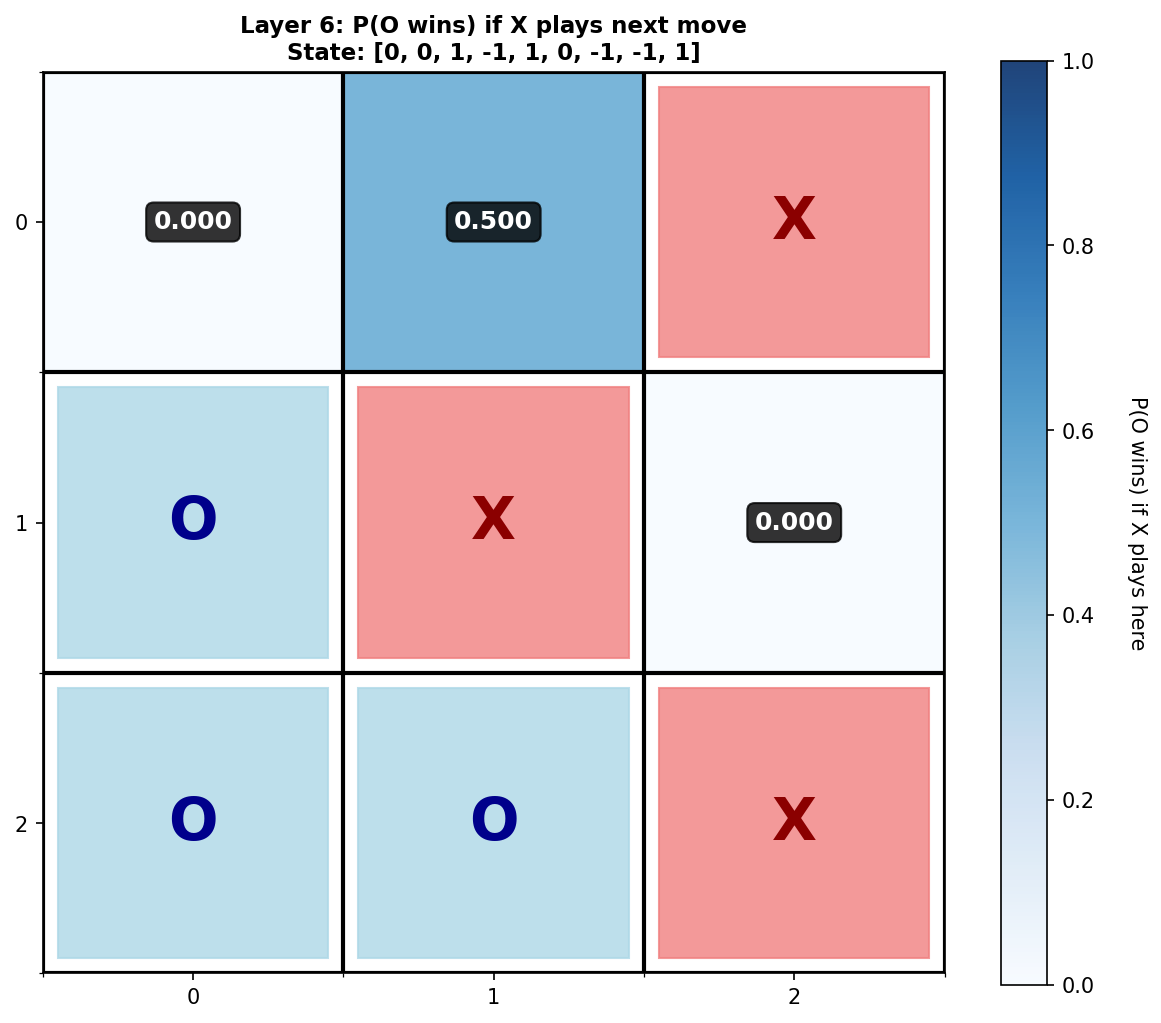 Layer 6: P(O wins) if X plays next move
State: [0, 0, 1, -1, 1, 0, -1, -1, 1]
0
0.000
0.500
X
1
O
X
0.000
2
O
O
X
0
1
2
1.0
0.8
0.6
0.4
0.2
0.0
P(O wins) if X plays here